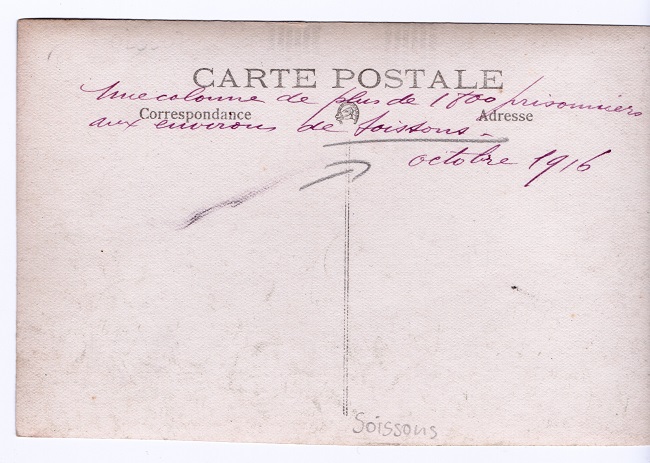 CARTE POSTALE
Une colonne de plus de 1800 prisonniers
Correspondance
Adresse
aux environs de Soissons -
octobre 1916
Soissons